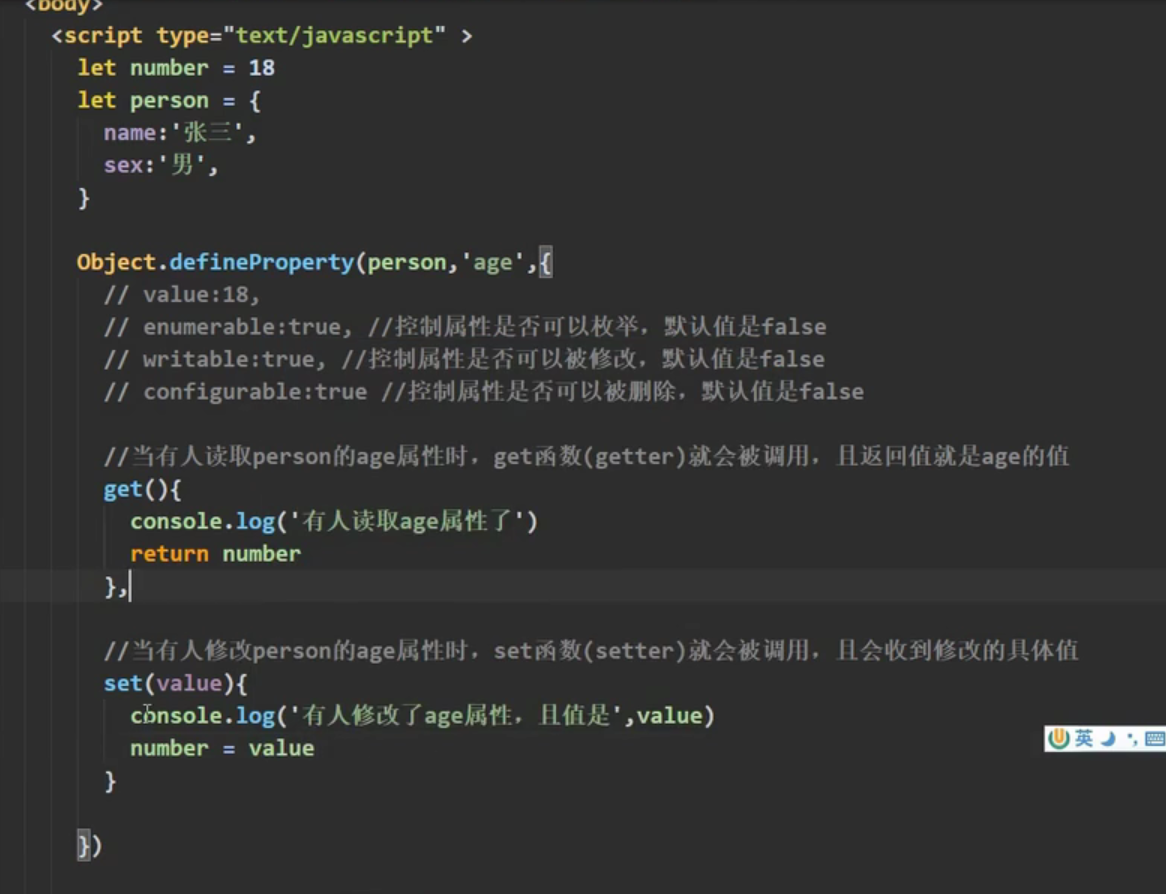 <body>
<script type="text/javascript" >
let number = 18
let person = {
name:'张三',
sex:'男',
}
Object.defineProperty(person,'age',{
// value:18,
// enumerable:true, //控制属性是否可以枚举，默认值是false
// writable:true, //控制属性是否可以被修改，默认值是false
// configurable:true //控制属性是否可以被删除，默认值是false
//当有人读取person的age属性时，get函数(getter)就会被调用，且返回值就是age的值
get(){
console.log('有人读取age属性了')
return number
},
//当有人修改person的age属性时，set函数(setter)就会被调用，且会收到修改的具体值
set(value){
console.log('有人修改了age属性，且值是',value)
number = value
}
英
})